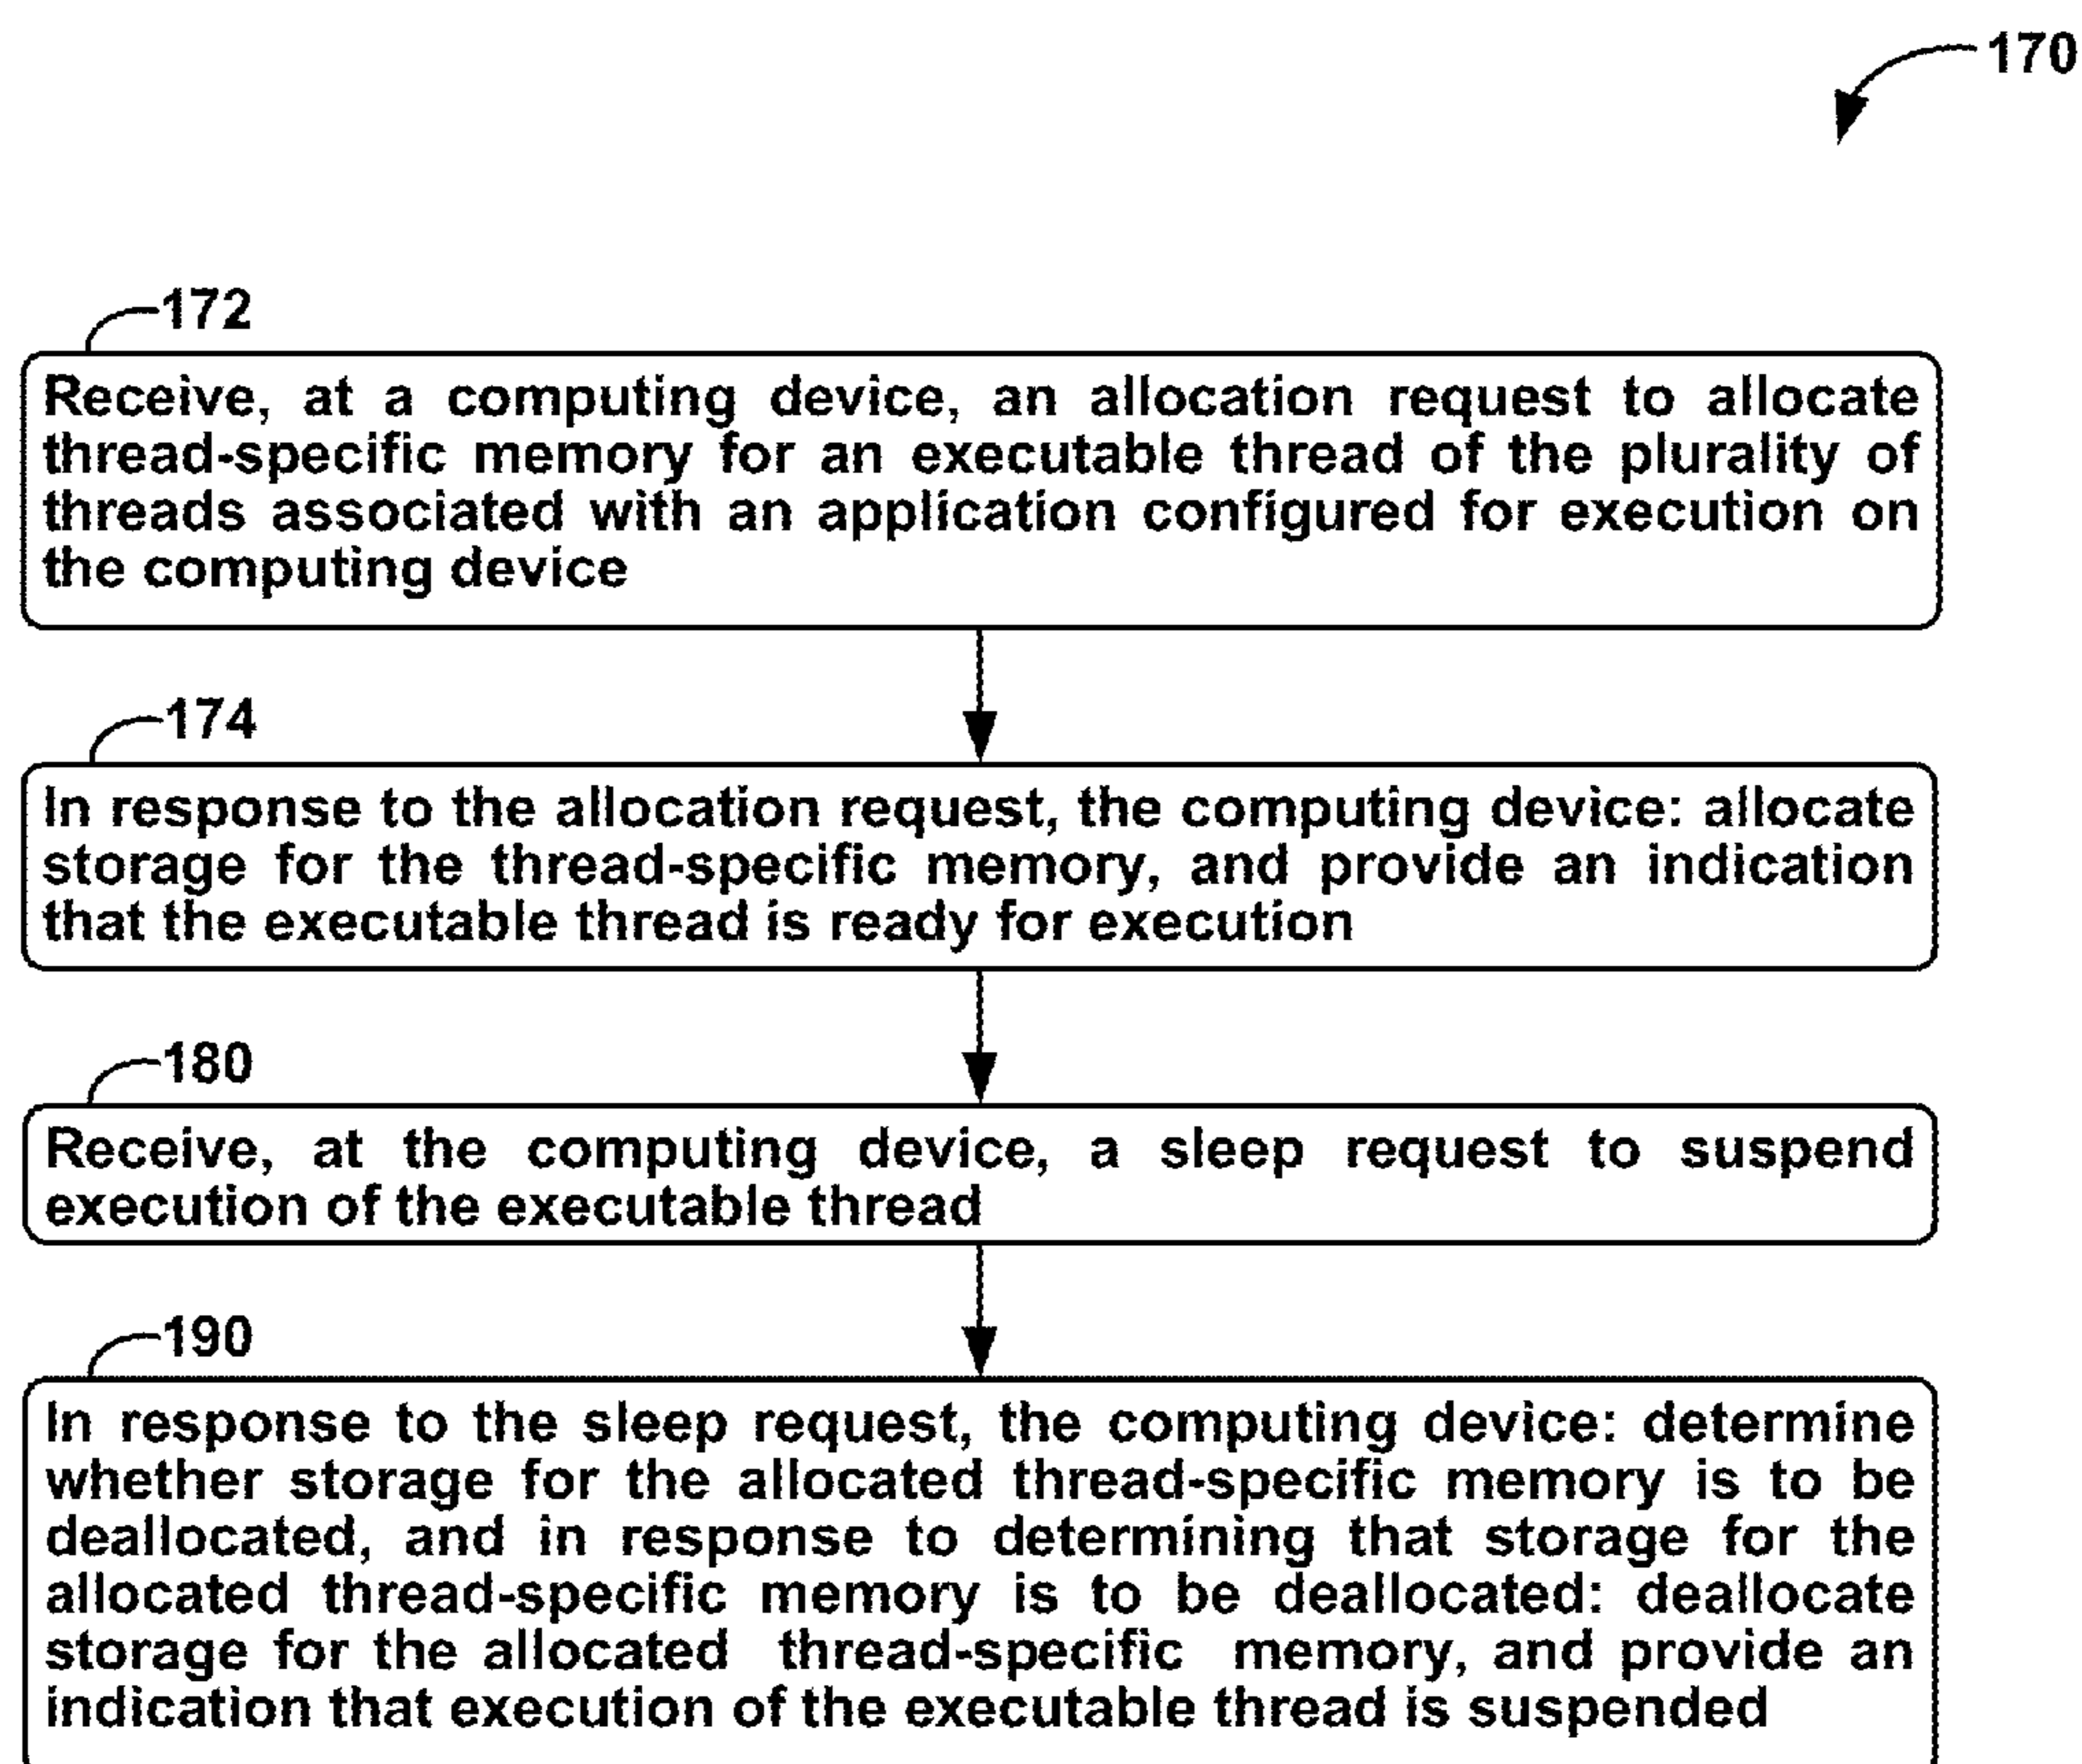 170
172
Receive, at a computing device, an allocation request to allocate
thread-specific memory for an executable thread of the plurality of
threads associated with an application configured for execution on
the computing device
174
In response to the allocation request, the computing device: allocate
storage for the thread-specific memory, and provide an indication
that the executable thread is ready for execution
180
Receive, at the computing device, a sleep request to suspend
execution of the executable thread
190
In response to the sleep request, the computing device: determine
whether storage for the allocated thread-specific memory is to be
deallocated, and in response to determining that storage for the
allocated thread-specific memory is to be deallocated: deallocate
storage for the allocated thread-specific memory, and provide an
indication that execution of the executable thread is suspended